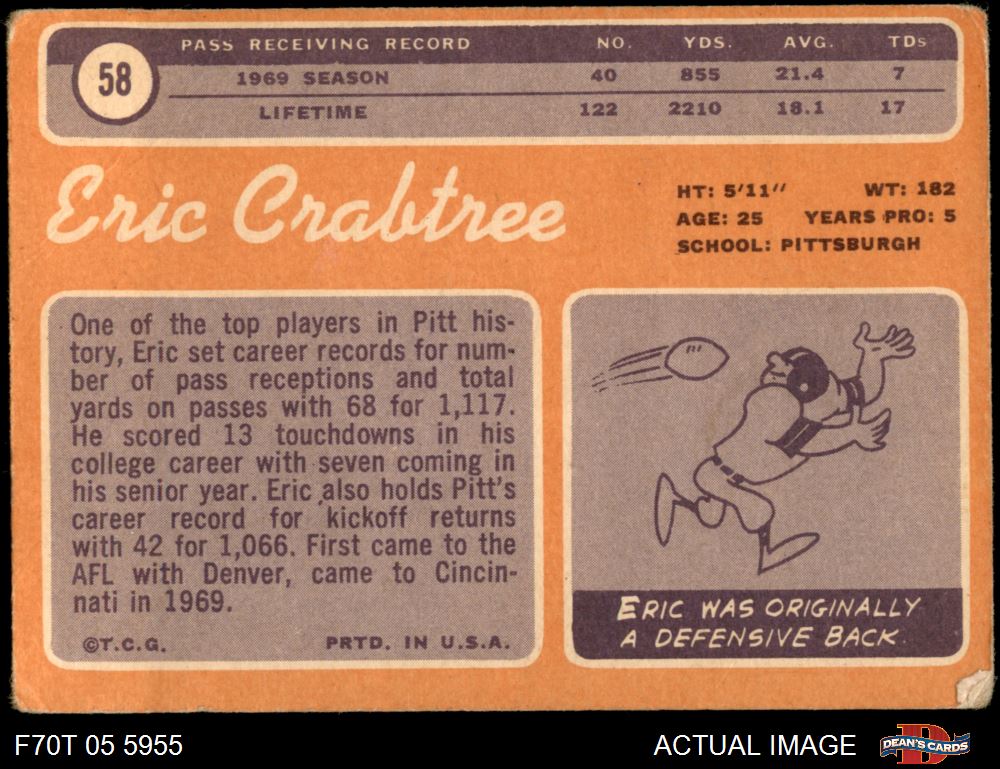 58
PASS RECEIVING RECORD NO. YDS. AVG. TDs
1969 SEASON 40 855 21.4 7
LIFETIME 122 2210 18.1 17
Eric Crabtree
HT: 5'11" WT: 182
AGE: 25 YEARS PRO: 5
SCHOOL: PITTSBURGH
One of the top players in Pitt his-
tory, Eric set career records for num-
ber of pass receptions and total
yards on passes with 68 for 1,117.
He scored 13 touchdowns in his
college career with seven coming in
his senior year. Eric also holds Pitt's
career record for kickoff returns
with 42 for 1,066. First came to the
AFL with Denver, came to Cincin-
nati in 1969.
©T.C.G. PRTD. IN U.S.A.
ERIC WAS ORIGINALLY
A DEFENSIVE BACK.
F70T 05 5955 ACTUAL IMAGE DEAN'S CARDS